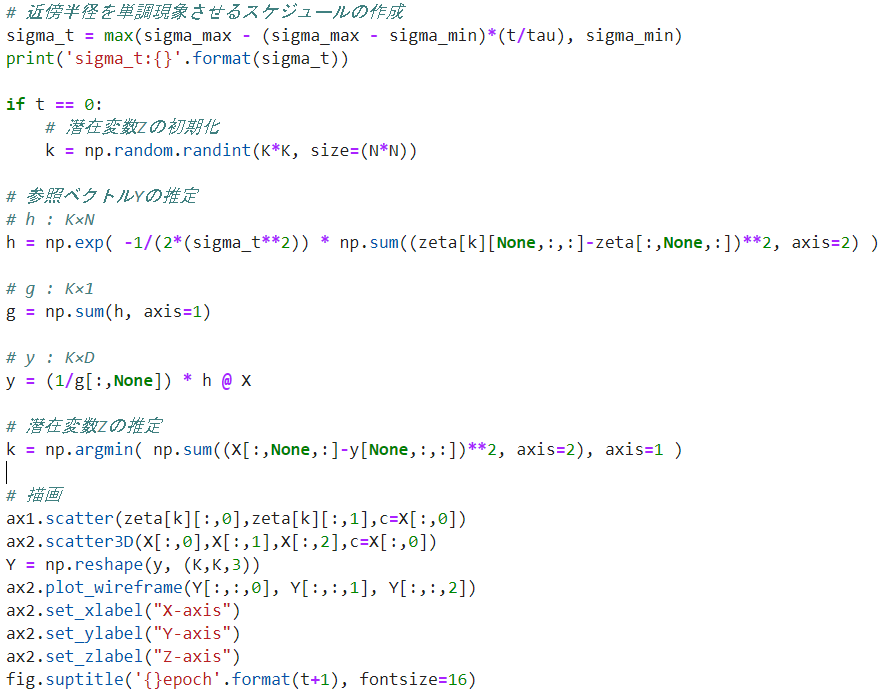 # 近傍半径を単調現象させるスケジュールの作成
sigma_t = max(sigma_max - (sigma_max - sigma_min)*(t/tau), sigma_min)
print('sigma_t:{}'.format(sigma_t))
if t == 0:
    # 潜在変数Zの初期化
    k = np.random.randint(K*K, size=(N*N))
# 参照ベクトルYの推定
# h : K×N
h = np.exp( -1/(2*(sigma_t**2)) * np.sum((zeta[k][None,:,:]-zeta[:,None,:])**2, axis=2) )
# g : K×1
g = np.sum(h, axis=1)
# y : K×D
y = (1/g[:,None]) * h @ X
# 潜在変数Zの推定
k = np.argmin( np.sum((X[:,None,:]-y[None,:,:])**2, axis=2), axis=1 )
# 描画
ax1.scatter(zeta[k][:,0],zeta[k][:,1],c=X[:,0])
ax2.scatter3D(X[:,0],X[:,1],X[:,2],c=X[:,0])
Y = np.reshape(y, (K,K,3))
ax2.plot_wireframe(Y[:,:,0], Y[:,:,1], Y[:,:,2])
ax2.set_xlabel("X-axis")
ax2.set_ylabel("Y-axis")
ax2.set_zlabel("Z-axis")
fig.suptitle('{}epoch'.format(t+1), fontsize=16)